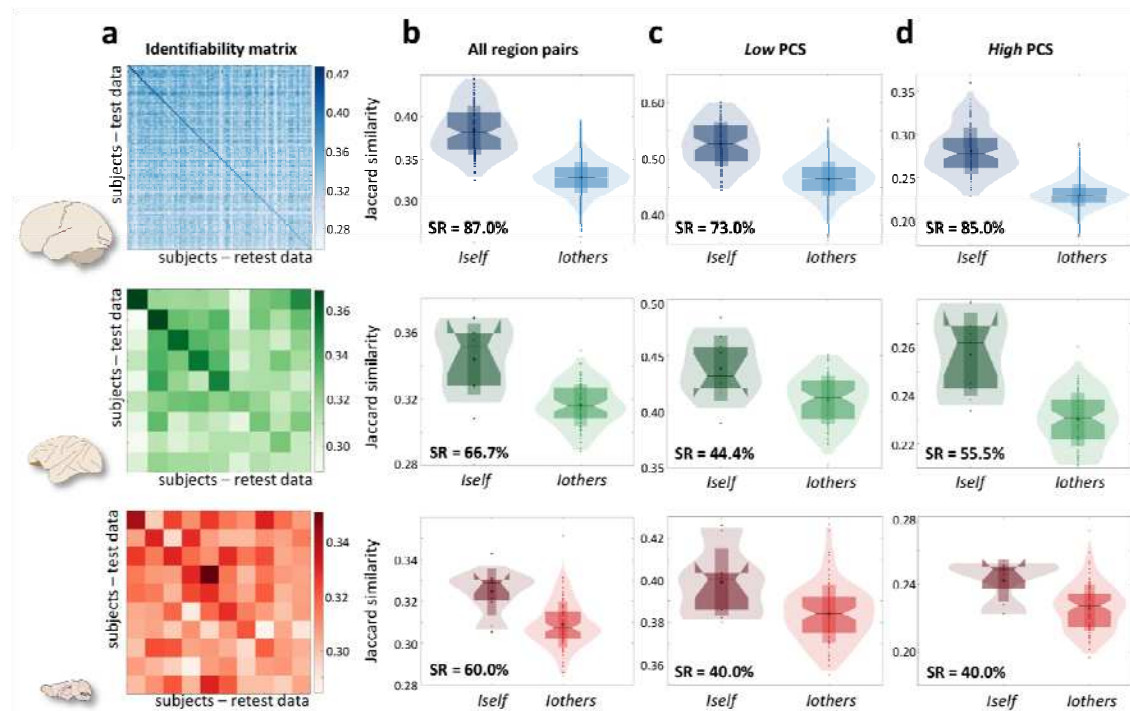 a
b
c
d
Identifiability matrix
All region pairs
Low PCS
High PCS
subjects – test data
0.42
0.40
0.36
0.32
0.28
subjects – retest data
Jaccard similarity
0.40
0.35
0.30
SR = 87.0%
Iself
Iothers
0.60
0.50
0.40
SR = 73.0%
Iself
Iothers
0.35
0.30
0.25
0.20
SR = 85.0%
Iself
Iothers
subjects – test data
0.36
0.34
0.32
0.30
subjects – retest data
Jaccard similarity
0.36
0.32
0.28
SR = 66.7%
Iself
Iothers
0.50
0.45
0.40
0.35
SR = 44.4%
Iself
Iothers
0.26
0.24
0.22
SR = 55.5%
Iself
Iothers
subjects – test data
0.34
0.32
0.30
subjects – retest data
Jaccard similarity
0.34
0.32
0.30
0.28
SR = 60.0%
Iself
Iothers
0.42
0.40
0.38
0.36
SR = 40.0%
Iself
Iothers
0.28
0.24
0.20
SR = 40.0%
Iself
Iothers